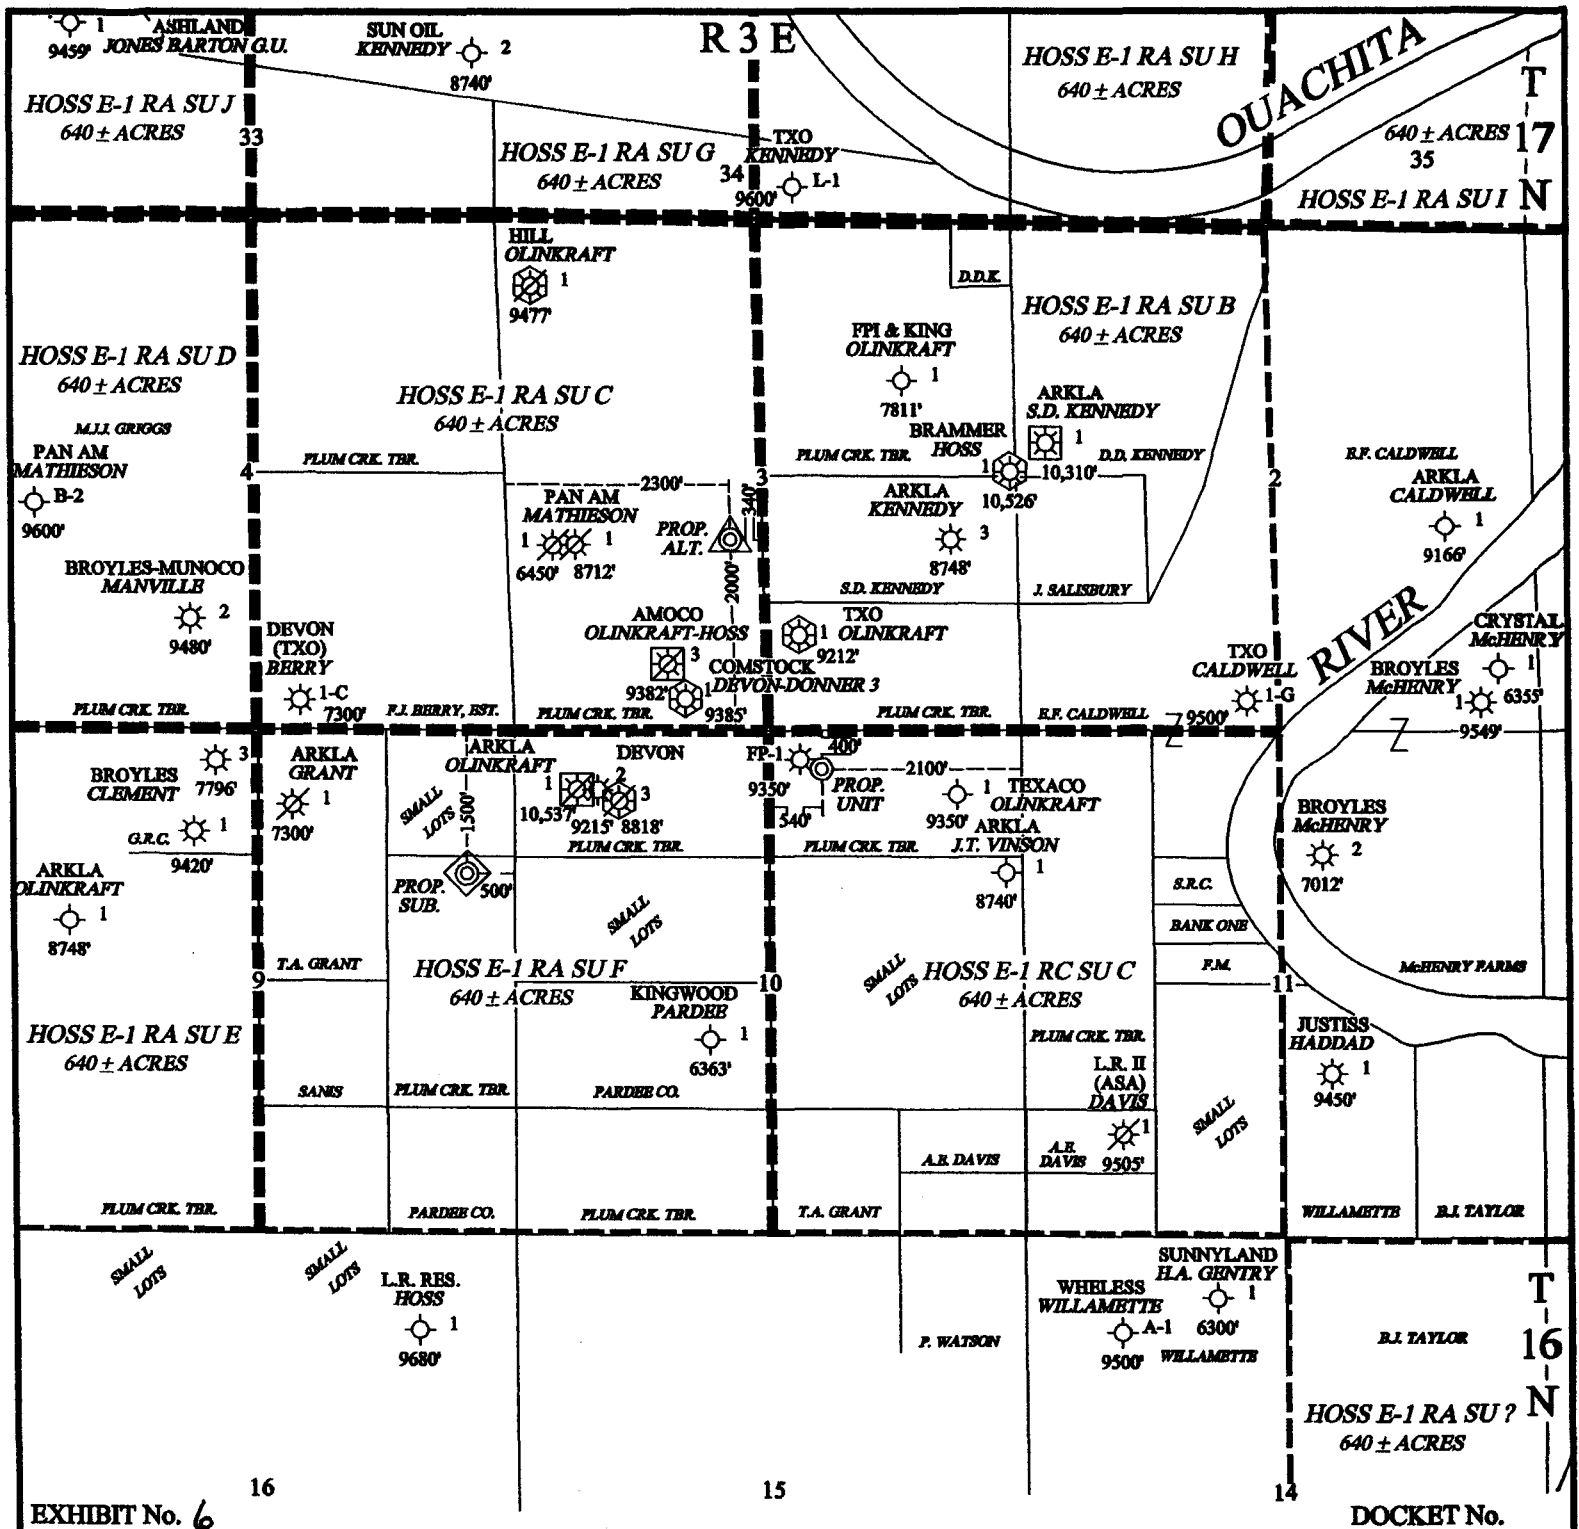 1
9459'
ASHLAND
JONES BARTON G.U.
SUN OIL
KENNEDY
2
8740'
R 3 E
HOSS E-1 RA SU H
640 ± ACRES
OUACHITA
T
17
N
HOSS E-1 RA SU J
640 ± ACRES
33
HOSS E-1 RA SU G
640 ± ACRES
34
TXO
KENNEDY
L-1
9600'
640 ± ACRES
35
HOSS E-1 RA SU I
HILL
OLINKRAFT
1
9477'
D.D.K.
HOSS E-1 RA SU B
640 ± ACRES
HOSS E-1 RA SU D
640 ± ACRES
HOSS E-1 RA SU C
640 ± ACRES
FPI & KING
OLINKRAFT
1
7811'
ARKLA
S.D. KENNEDY
1
10,310'
BRAMMER
HOSS
1
10,526'
M.J.J. GRIGGS
PAN AM
MATHIESON
B-2
9600'
PLUM CRK. TBR.
4
3
PLUM CRK. TBR.
D.D. KENNEDY
2
E.F. CALDWELL
ARKLA
CALDWELL
1
9166'
2300'
340'
PAN AM
MATHIESON
1
1
6450'
8712'
PROP.
ALT.
2000'
ARKLA
KENNEDY
3
8748'
S.D. KENNEDY
J. SALISBURY
BROYLES-MUNOCO
MANVILLE
2
9480'
DEVON
(TXO)
BERRY
1-C
7300'
AMOCO
OLINKRAFT-HOSS
3
9382'
COMSTOCK
DEVON-DONNER 3
1
9385'
TXO
OLINKRAFT
1
9212'
TXO
CALDWELL
1-G
9500'
RIVER
CRYSTAL
McHENRY
1
6355'
BROYLES
McHENRY
1
9549'
PLUM CRK. TBR.
F.J. BERRY, EST.
PLUM CRK. TBR.
PLUM CRK. TBR.
E.F. CALDWELL
Z
Z
BROYLES
CLEMENT
3
7796'
ARKLA
GRANT
1
7300'
ARKLA
OLINKRAFT
1
10,537'
DEVON
2
3
9215'
8818'
FP-1
9350'
400'
2100'
PROP.
UNIT
540'
1
9350'
TEXACO
OLINKRAFT
BROYLES
McHENRY
2
7012'
SMALL
LOTS
1500'
G.R.C.
1
9420'
PLUM CRK. TBR.
PLUM CRK. TBR.
ARKLA
J.T. VINSON
1
8740'
ARKLA
OLINKRAFT
1
8748'
PROP.
SUB.
500'
S.R.C.
SMALL
LOTS
BANK ONE
T.A. GRANT
9
HOSS E-1 RA SU F
640 ± ACRES
10
SMALL
LOTS
HOSS E-1 RC SU C
640 ± ACRES
F.M.
11
McHENRY FARMS
KINGWOOD
PARDEE
1
6363'
HOSS E-1 RA SU E
640 ± ACRES
PLUM CRK. TBR.
JUSTISS
HADDAD
1
9450'
SANIS
PLUM CRK. TBR.
PARDEE CO.
L.R. II
(ASA)
DAVIS
1
9505'
SMALL
LOTS
A.E. DAVIS
A.E.
DAVIS
PLUM CRK. TBR.
PARDEE CO.
PLUM CRK. TBR.
T.A. GRANT
WILLAMETTE
B.J. TAYLOR
SMALL
LOTS
SMALL
LOTS
L.R. RES.
HOSS
1
9680'
P. WATSON
WHELESS
WILLAMETTE
A-1
9500'
SUNNYLAND
H.A. GENTRY
1
6300'
WILLAMETTE
B.J. TAYLOR
T
16
N
HOSS E-1 RA SU ?
640 ± ACRES
16
15
14
EXHIBIT No. 6
DOCKET No.